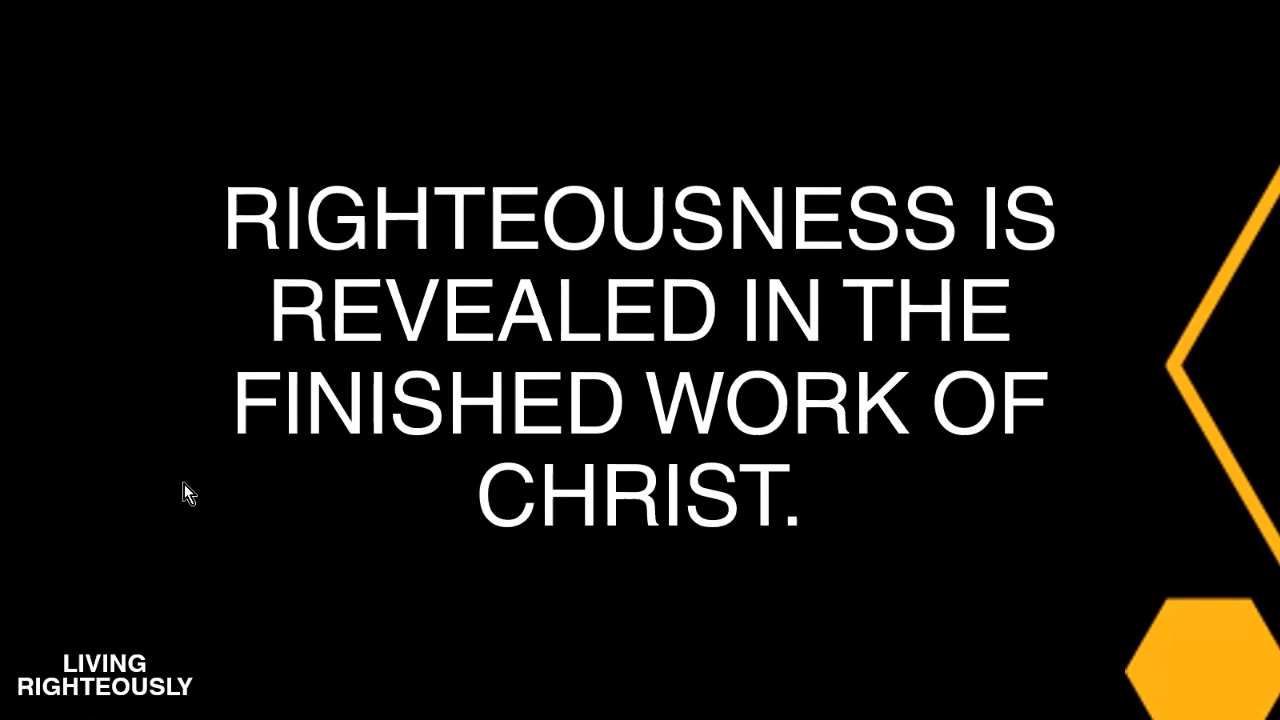 RIGHTEOUSNESS IS
REVEALED IN THE
FINISHED WORK OF
CHRIST.
LIVING
RIGHTEOUSLY